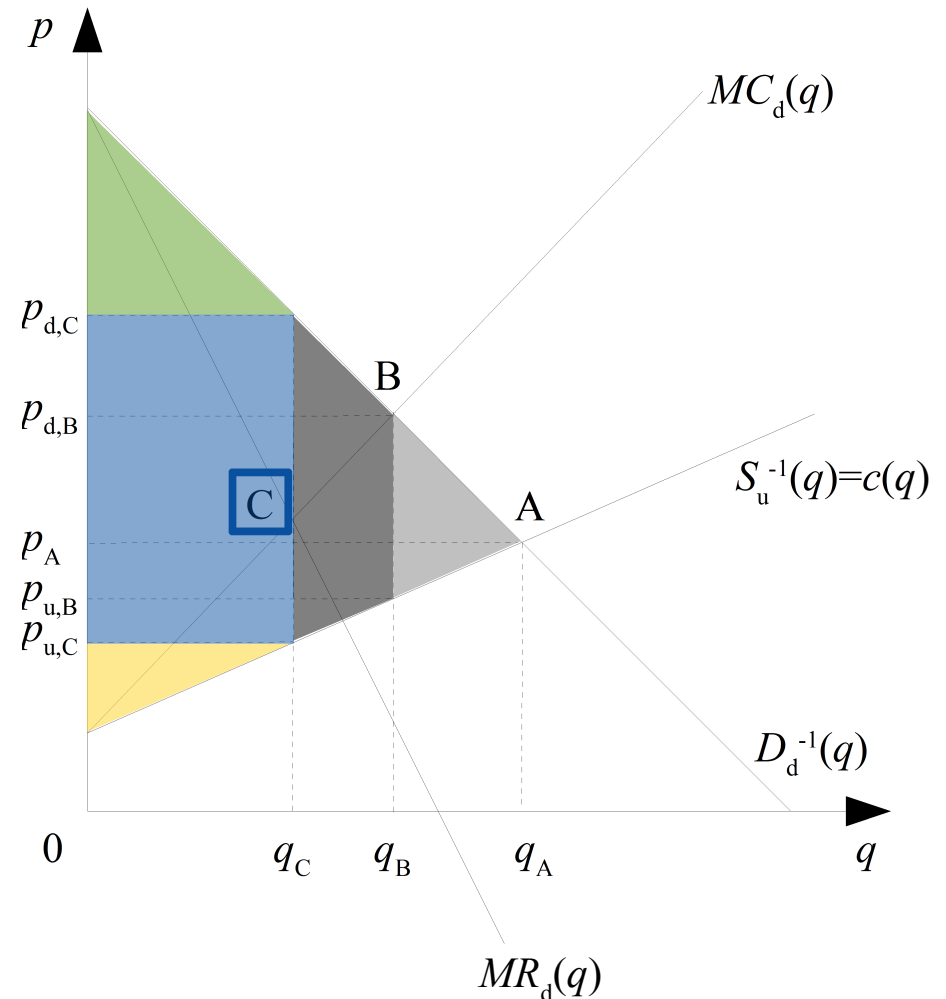 p
MC_d(q)
p_d,C
B
p_d,B
S_u^-1(q)=c(q)
C
A
p_A
p_u,B
p_u,C
D_d^-1(q)
0
q_C
q_B
q_A
q
MR_d(q)